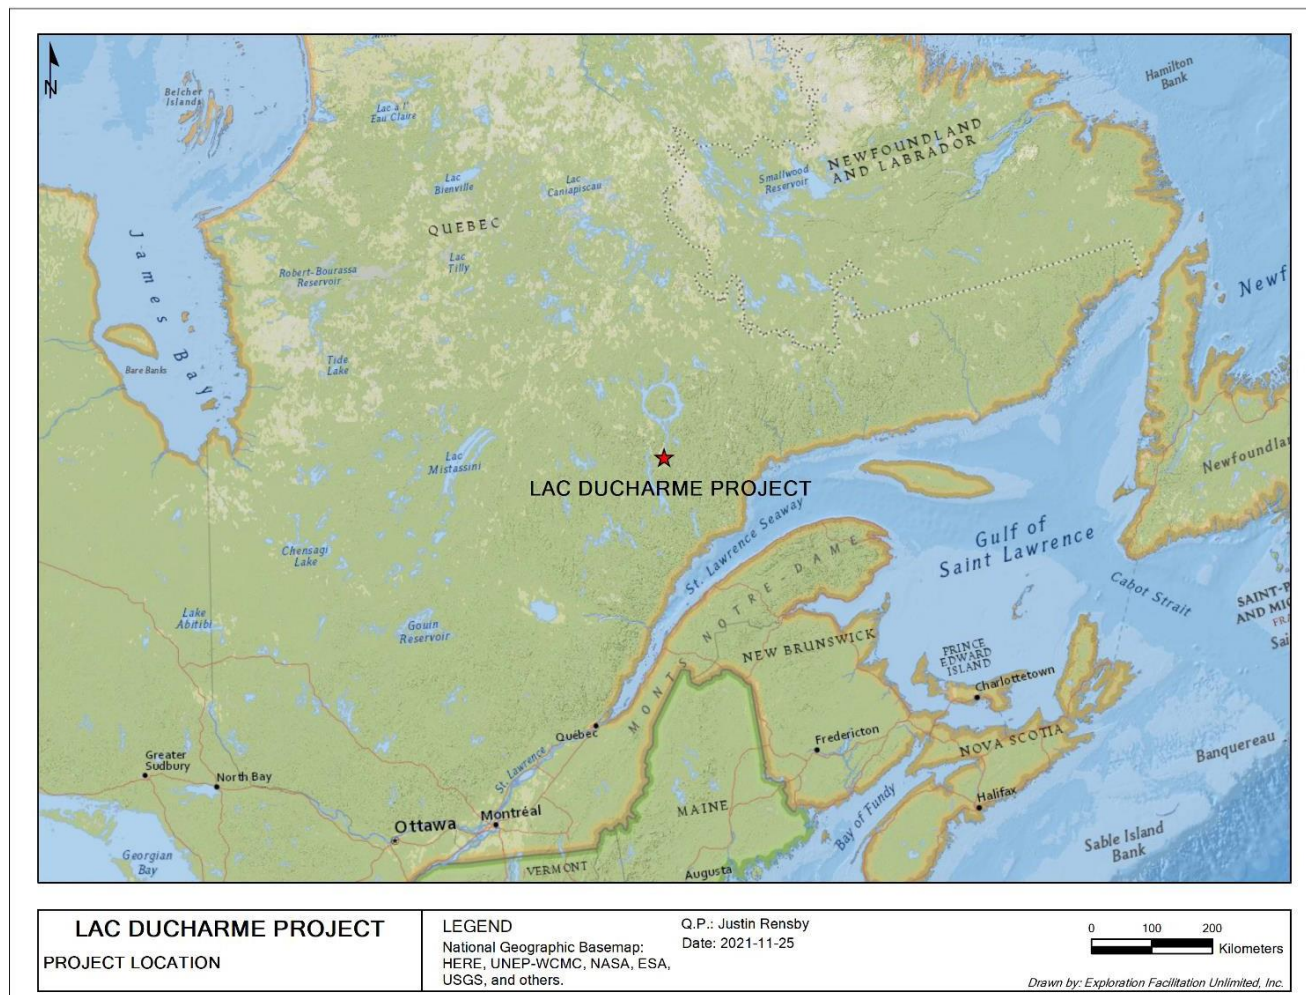 N
Belcher
Islands
Lac a l'
Eau Claire
Hamilton
Bank
NEWFOUNDLAND
AND LABRADOR
Smallwood
Reservoir
Lac
Bienville
Lac
Caniapiscau
QUEBEC
Lac
Tilly
Robert-Bourassa
Reservoir
James Bay
Bare Banks
Tide
Lake
Newf
Newfoundla
Lac
Mistassini
LAC DUCHARME PROJECT
St. Lawrence Seaway
Gulf of
Saint Lawrence
Cabot Strait
SAINT-P
AND MIQ
FRA
Sai
Chensagi
Lake
Lake
Abitibi
Gouin
Reservoir
MONTS NOTRE-DAME
NEW BRUNSWICK
PRINCE
EDWARD
ISLAND
Charlottetown
Québec
Fredericton
NOVA SCOTIA
Banquereau
Greater
Sudbury
North Bay
St. Lawrence
Montréal
Ottawa
MAINE
Bay of Fundy
Halifax
Sable Island
Bank
Georgian
Bay
VERMONT
Augusta
LAC DUCHARME PROJECT
PROJECT LOCATION
LEGEND
National Geographic Basemap:
HERE, UNEP-WCMC, NASA, ESA,
USGS, and others.
Q.P.: Justin Rensby
Date: 2021-11-25
0 100 200
Kilometers
Drawn by: Exploration Facilitation Unlimited, Inc.